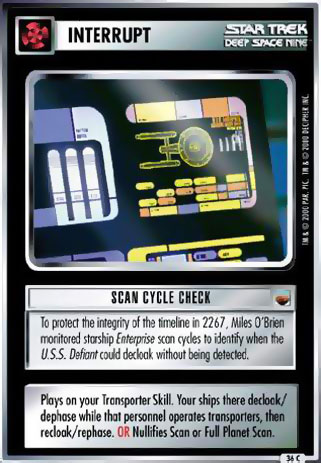 INTERRUPT
STAR TREK
DEEP SPACE NINE
TM & © 2000 PAR. PIC. TM & © 2000 DECIPHER INC.
SCAN CYCLE CHECK
To protect the integrity of the timeline in 2267, Miles O'Brien
monitored starship Enterprise scan cycles to identify when the
U.S.S. Defiant could decloak without being detected.
Plays on your Transporter Skill. Your ships there decloak/
dephase while that personnel operates transporters, then
recloak/rephase. OR Nullifies Scan or Full Planet Scan.
36 C